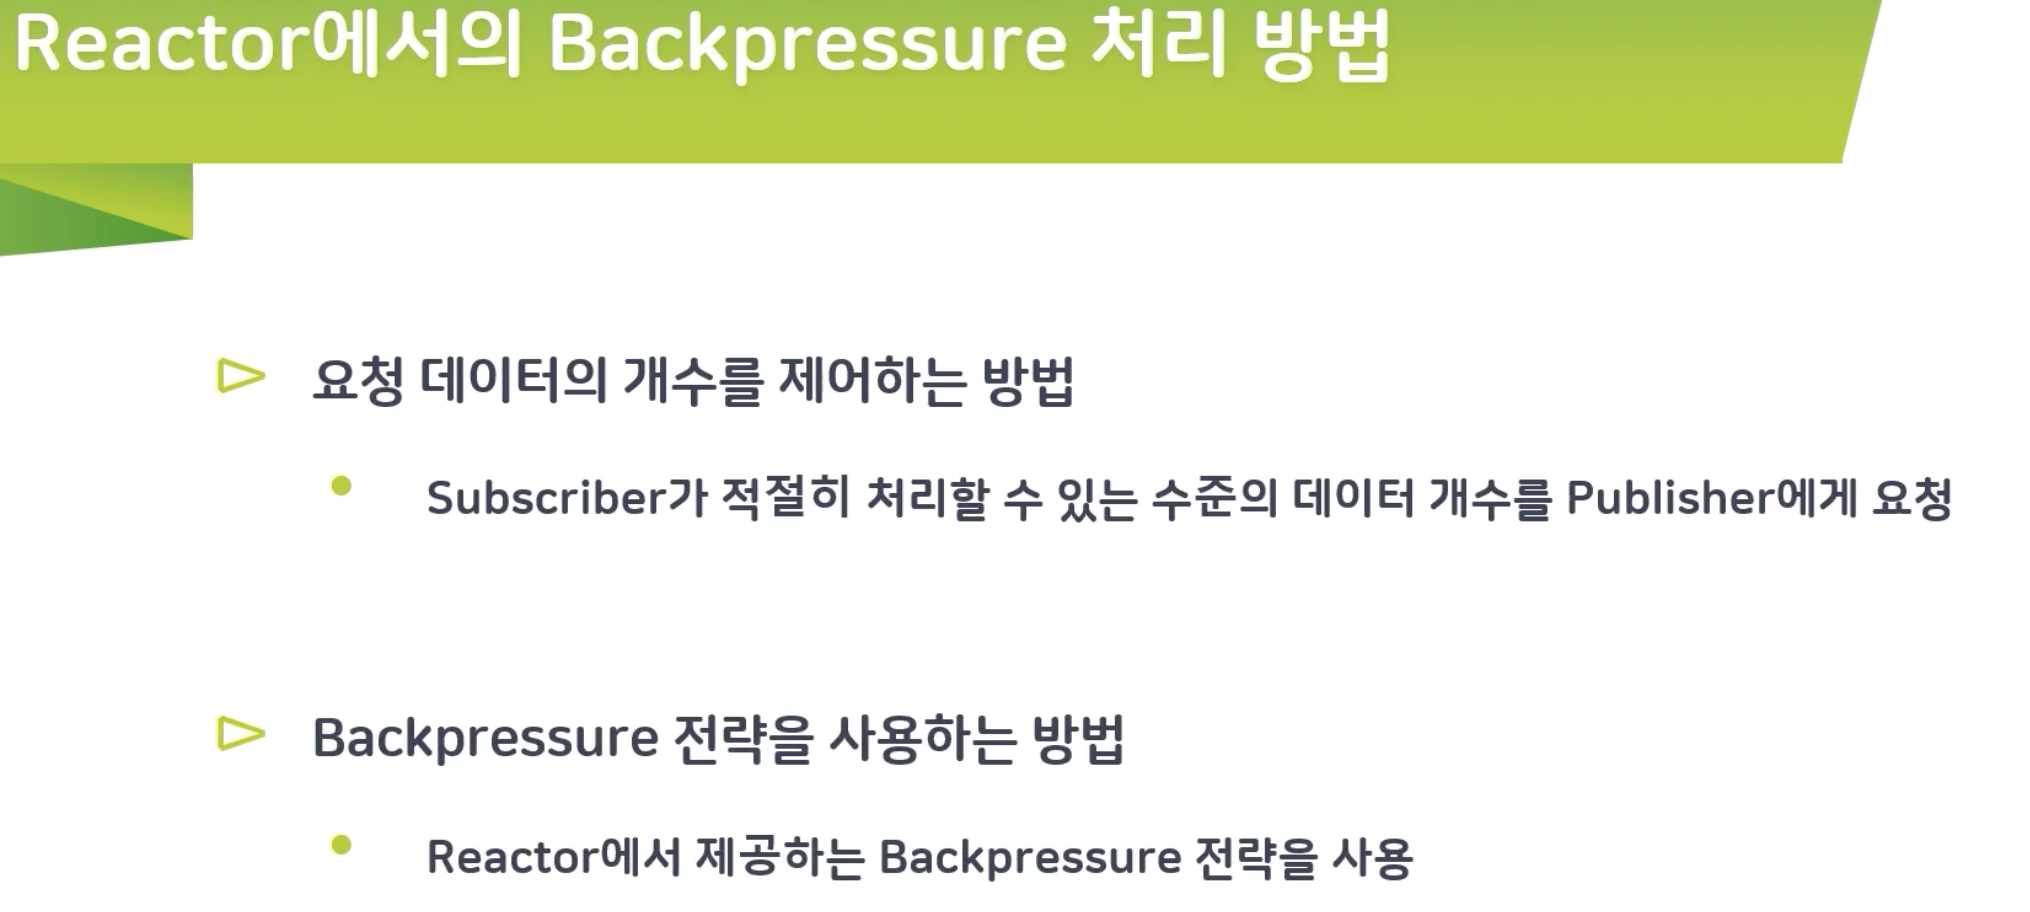 Reactor에서의 Backpressure 처리 방법
요청 데이터의 개수를 제어하는 방법
Subscriber가 적절히 처리할 수 있는 수준의 데이터 개수를 Publisher에게 요청
Backpressure 전략을 사용하는 방법
Reactor에서 제공하는 Backpressure 전략을 사용